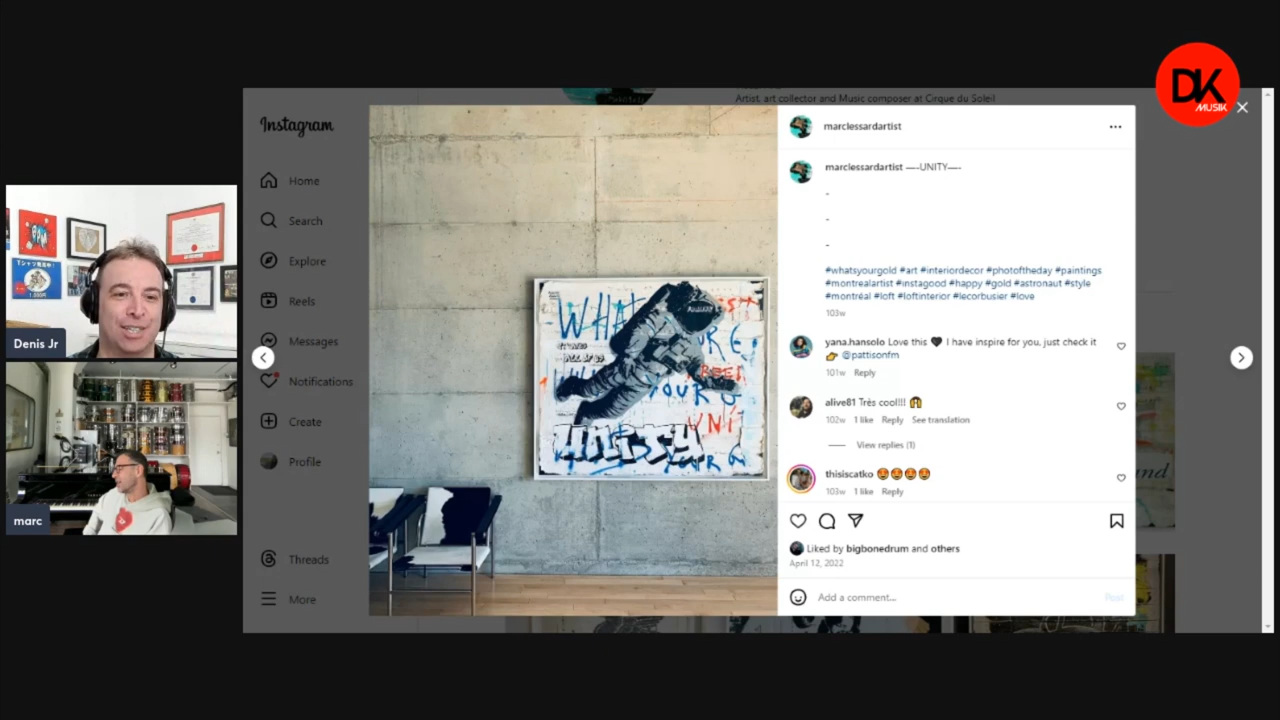 DK
MUSIK
Artist, art collector and Music composer at Cirque du Soleil
Instagram
Home
Search
Explore
Reels
Messages
Notifications
Create
Profile
Threads
More
Denis Jr
marc
WHAT
UNITY
marclessardartist
marclessardartist —-UNITY—-
-
-
-
#whatsyourgold #art #interiordecor #photoftheday #paintings
#montrealartist #instagood #happy #gold #astronaut #style
#montréal #loft #loftinterior #lecorbusier #love
103w
yana.hansolo Love this 🖤 I have inspire for you, just check it
👉 @pattisonfm
101w Reply
alive81 Très cool!!! 🙌
102w 1 like Reply See translation
View replies (1)
thisiscatko 😍😍😍😍
103w 1 like Reply
Liked by bigbonedrum and others
April 12, 2022
Add a comment...
Post